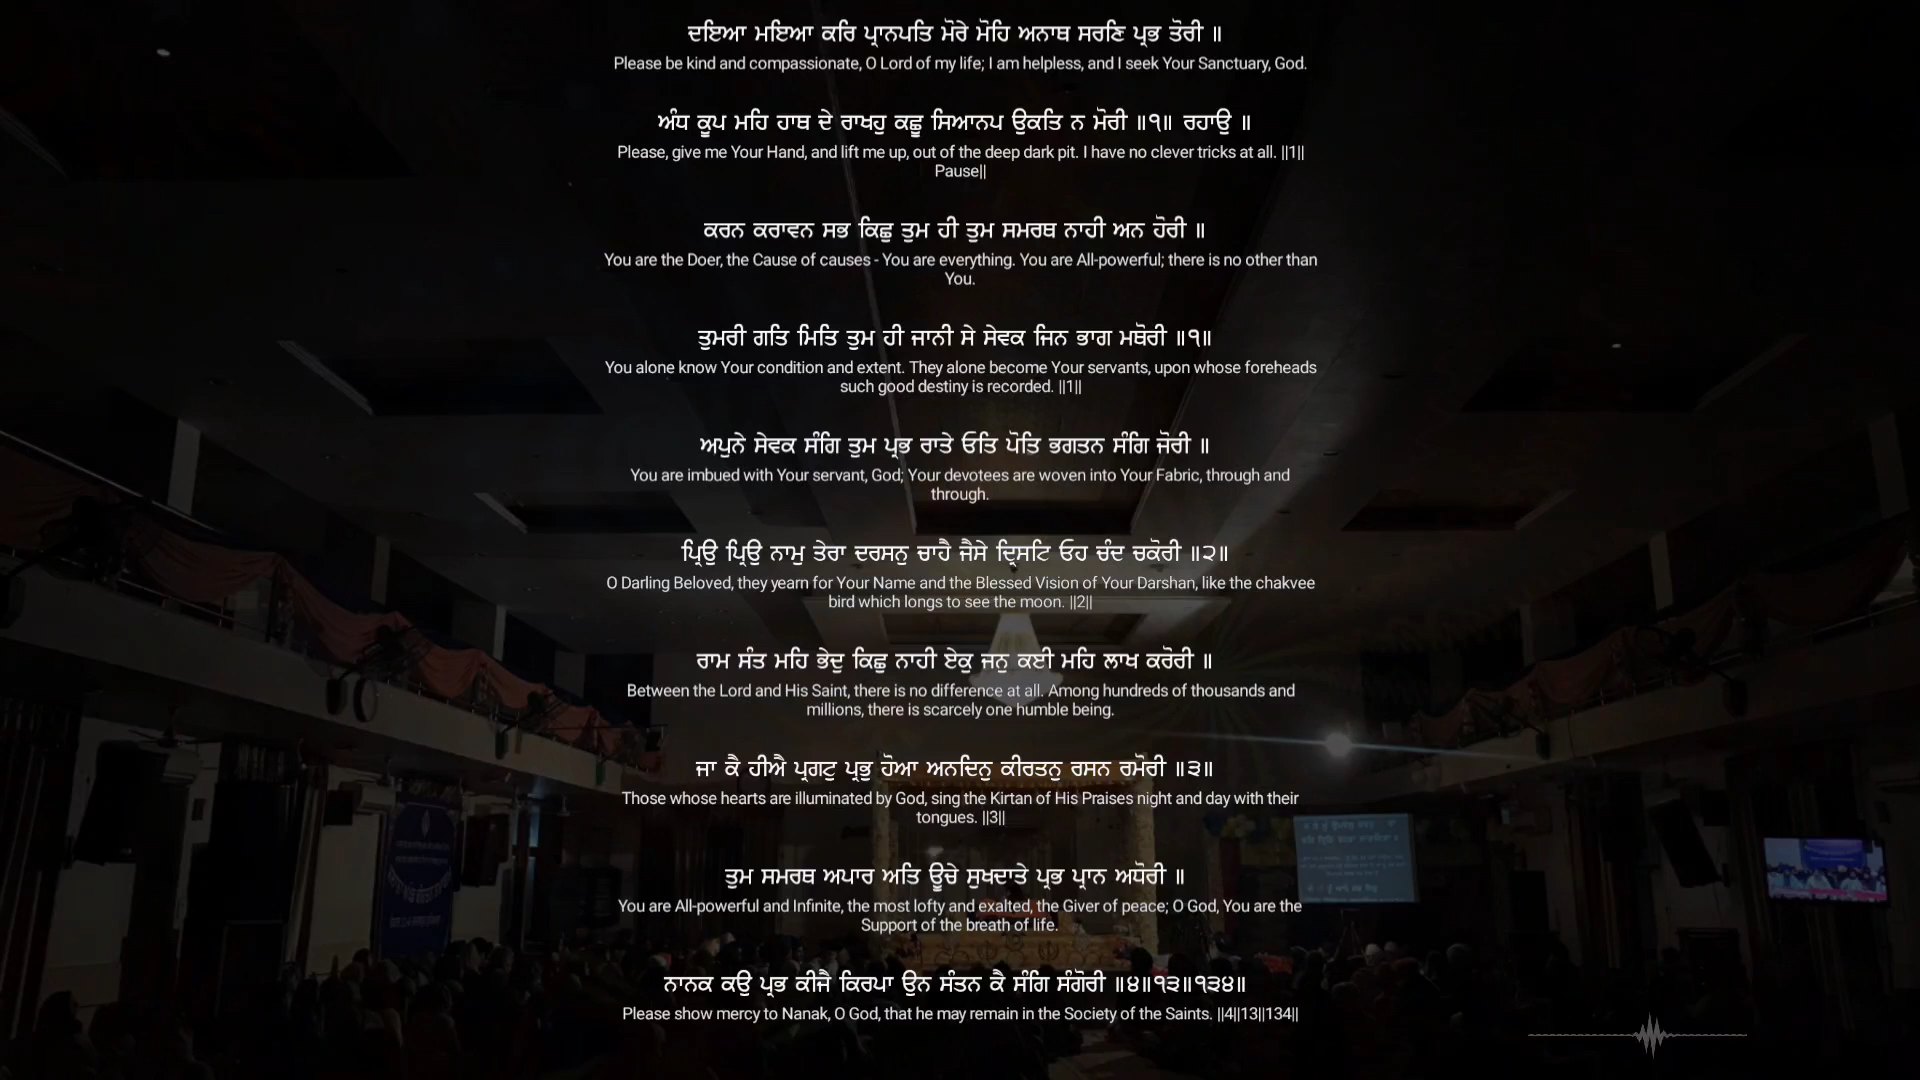 ਦਇਆ ਮਇਆ ਕਰਿ ਪ੍ਰਾਨਪਤਿ ਮੋਰੇ ਮੋਹਿ ਅਨਾਥ ਸਰਣਿ ਪ੍ਰਭ ਤੋਰੀ ॥
Please be kind and compassionate, O Lord of my life; I am helpless, and I seek Your Sanctuary, God.
ਅੰਧ ਕੂਪ ਮਹਿ ਹਾਥ ਦੇ ਰਾਖਹੁ ਕਛੂ ਸਿਆਨਪ ਉਕਤਿ ਨ ਮੋਰੀ ॥੧॥ ਰਹਾਉ ॥
Please, give me Your Hand, and lift me up, out of the deep dark pit. I have no clever tricks at all. ||1||
Pause||
ਕਰਨ ਕਰਾਵਨ ਸਭ ਕਿਛੁ ਤੁਮ ਹੀ ਤੁਮ ਸਮਰਥ ਨਾਹੀ ਅਨ ਹੋਰੀ ॥
You are the Doer, the Cause of causes - You are everything. You are All-powerful; there is no other than
You.
ਤੁਮਰੀ ਗਤਿ ਮਿਤਿ ਤੁਮ ਹੀ ਜਾਨੀ ਸੇ ਸੇਵਕ ਜਿਨ ਭਾਗ ਮਥੋਰੀ ॥੧॥
You alone know Your condition and extent. They alone become Your servants, upon whose foreheads
such good destiny is recorded. ||1||
ਅਪੁਨੇ ਸੇਵਕ ਸੰਗਿ ਤੁਮ ਪ੍ਰਭ ਰਾਤੇ ਓਤਿ ਪੋਤਿ ਭਗਤਨ ਸੰਗਿ ਜੋਰੀ ॥
You are imbued with Your servant, God; Your devotees are woven into Your Fabric, through and
through.
ਪ੍ਰਿਉ ਪ੍ਰਿਉ ਨਾਮੁ ਤੇਰਾ ਦਰਸਨੁ ਚਾਹੈ ਜੈਸੇ ਦ੍ਰਿਸਟਿ ਓਹ ਚੰਦ ਚਕੋਰੀ ॥੨॥
O Darling Beloved, they yearn for Your Name and the Blessed Vision of Your Darshan, like the chakvee
bird which longs to see the moon. ||2||
ਰਾਮ ਸੰਤ ਮਹਿ ਭੇਦੁ ਕਿਛੁ ਨਾਹੀ ਏਕੁ ਜਨੁ ਕਈ ਮਹਿ ਲਾਖ ਕਰੋਰੀ ॥
Between the Lord and His Saint, there is no difference at all. Among hundreds of thousands and
millions, there is scarcely one humble being.
ਜਾ ਕੈ ਹੀਐ ਪ੍ਰਗਟੁ ਪ੍ਰਭੁ ਹੋਆ ਅਨਦਿਨੁ ਕੀਰਤਨੁ ਰਸਨ ਰਮੋਰੀ ॥੩॥
Those whose hearts are illuminated by God, sing the Kirtan of His Praises night and day with their
tongues. ||3||
ਤੁਮ ਸਮਰਥ ਅਪਾਰ ਅਤਿ ਊਚੇ ਸੁਖਦਾਤੇ ਪ੍ਰਭ ਪ੍ਰਾਨ ਅਧੋਰੀ ॥
You are All-powerful and Infinite, the most lofty and exalted, the Giver of peace; O God, You are the
Support of the breath of life.
ਨਾਨਕ ਕਉ ਪ੍ਰਭ ਕੀਜੈ ਕਿਰਪਾ ਉਨ ਸੰਤਨ ਕੈ ਸੰਗਿ ਸੰਗੋਰੀ ॥੪॥੧੩॥੧੩੪॥
Please show mercy to Nanak, O God, that he may remain in the Society of the Saints. ||4||13||134||